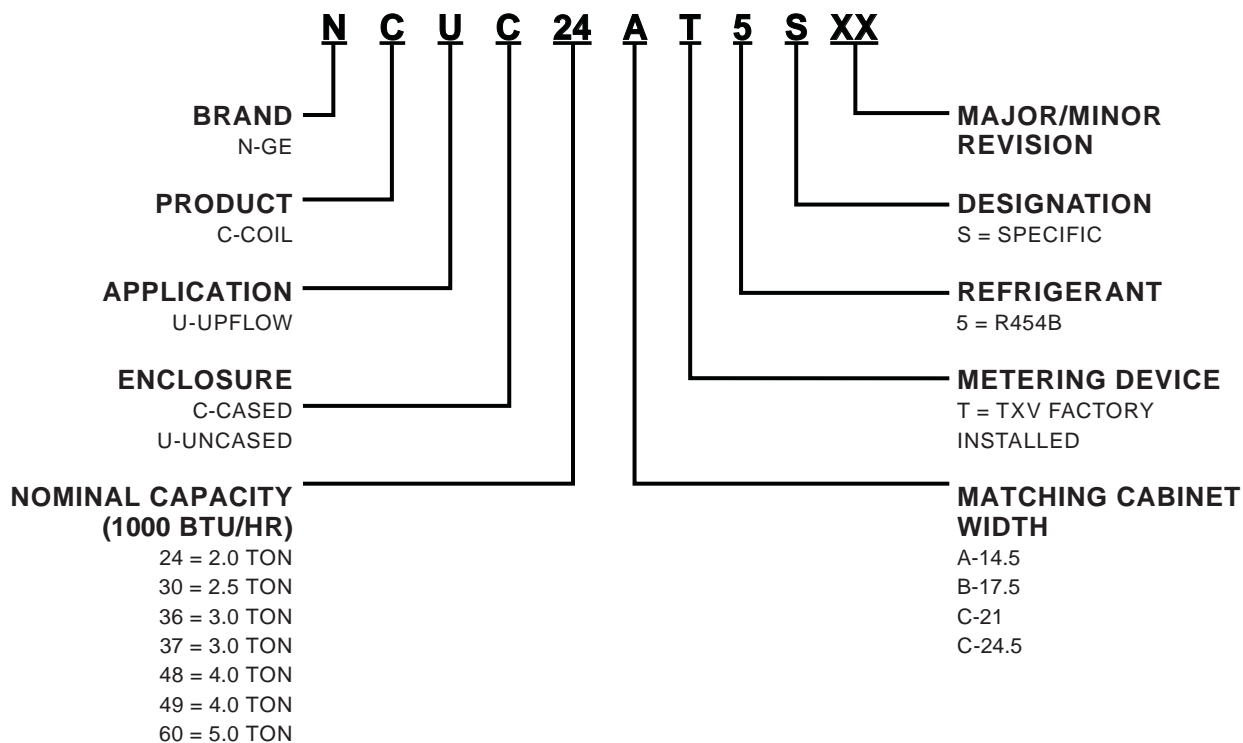 N C U C 24 A T 5 S XX
BRAND
N-GE
PRODUCT
C-COIL
APPLICATION
U-UPFLOW
ENCLOSURE
C-CASED
U-UNCASED
NOMINAL CAPACITY
(1000 BTU/HR)
24 = 2.0 TON
30 = 2.5 TON
36 = 3.0 TON
37 = 3.0 TON
48 = 4.0 TON
49 = 4.0 TON
60 = 5.0 TON
MAJOR/MINOR
REVISION
DESIGNATION
S = SPECIFIC
REFRIGERANT
5 = R454B
METERING DEVICE
T = TXV FACTORY
INSTALLED
MATCHING CABINET
WIDTH
A-14.5
B-17.5
C-21
C-24.5